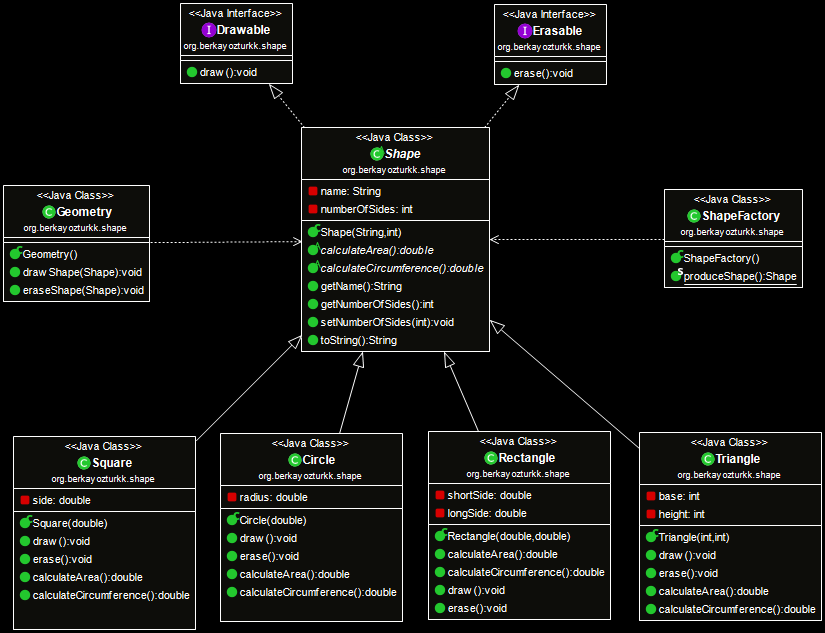 <<Java Interface>>
I Drawable
org.berkayozturkk.shape
draw():void
<<Java Interface>>
I Erasable
org.berkayozturkk.shape
erase():void
<<Java Class>>
C Shape
org.berkayozturkk.shape
name: String
numberOfSides: int
Shape(String,int)
calculateArea():double
calculateCircumference():double
getName():String
getNumberOfSides():int
setNumberOfSides(int):void
toString():String
<<Java Class>>
C Geometry
org.berkayozturkk.shape
Geometry()
drawShape(Shape):void
eraseShape(Shape):void
<<Java Class>>
C ShapeFactory
org.berkayozturkk.shape
ShapeFactory()
produceShape():Shape
<<Java Class>>
C Square
org.berkayozturkk.shape
side: double
Square(double)
draw():void
erase():void
calculateArea():double
calculateCircumference():double
<<Java Class>>
C Circle
org.berkayozturkk.shape
radius: double
Circle(double)
draw():void
erase():void
calculateArea():double
calculateCircumference():double
<<Java Class>>
C Rectangle
org.berkayozturkk.shape
shortSide: double
longSide: double
Rectangle(double,double)
calculateArea():double
calculateCircumference():double
draw():void
erase():void
<<Java Class>>
C Triangle
org.berkayozturkk.shape
base: int
height: int
Triangle(int,int)
draw():void
erase():void
calculateArea():double
calculateCircumference():double